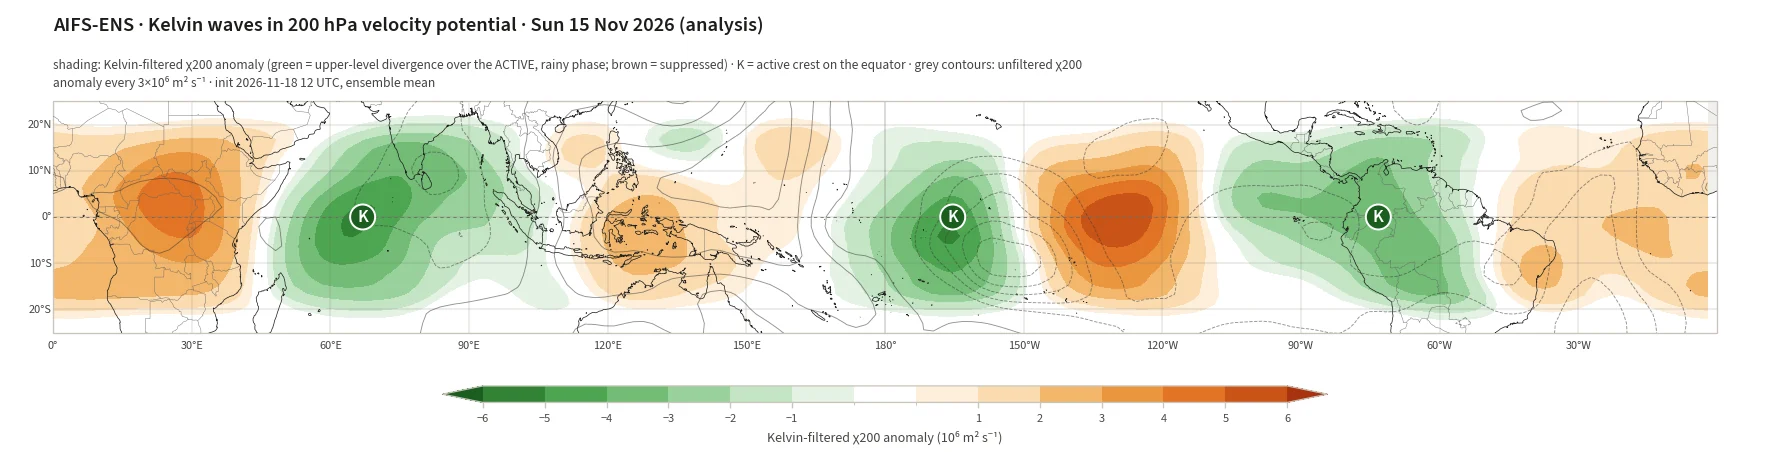 AIFS-ENS · Kelvin waves in 200 hPa velocity potential · Sun 15 Nov 2026 (analysis)
shading: Kelvin-filtered χ200 anomaly (green = upper-level divergence over the ACTIVE, rainy phase; brown = suppressed) · K = active crest on the equator · grey contours: unfiltered χ200
anomaly every 3×10⁶ m² s⁻¹ · init 2026-11-18 12 UTC, ensemble mean
20°N
10°N
0°
10°S
20°S
K K K
0° 30°E 60°E 90°E 120°E 150°E 180° 150°W 120°W 90°W 60°W 30°W
−6 −5 −4 −3 −2 −1 1 2 3 4 5 6
Kelvin-filtered χ200 anomaly (10⁶ m² s⁻¹)